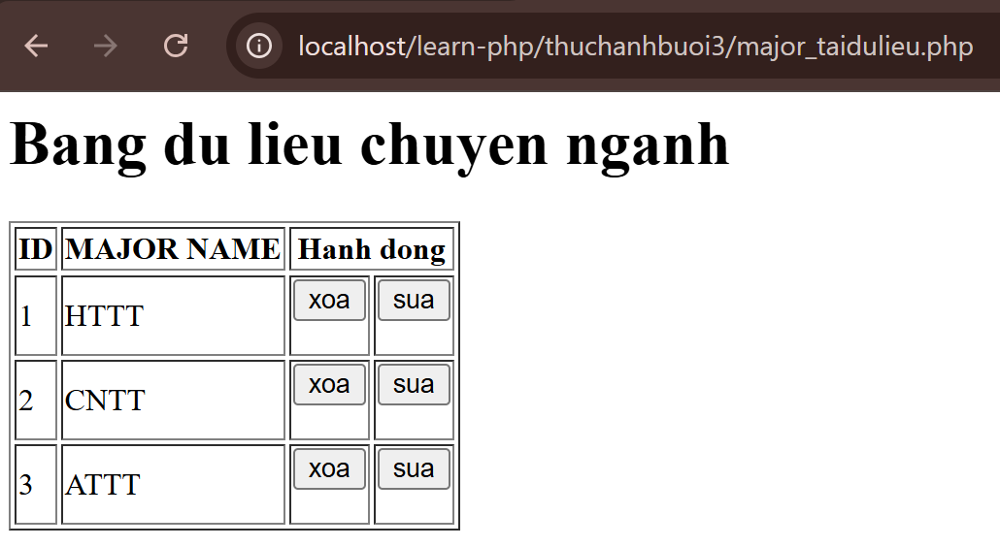 localhost/learn-php/thuchanhbuoi3/major_taidulieu.php
Bang du lieu chuyen nganh
ID MAJOR NAME Hanh dong
1 HTTT xoa sua
2 CNTT xoa sua
3 ATTT xoa sua